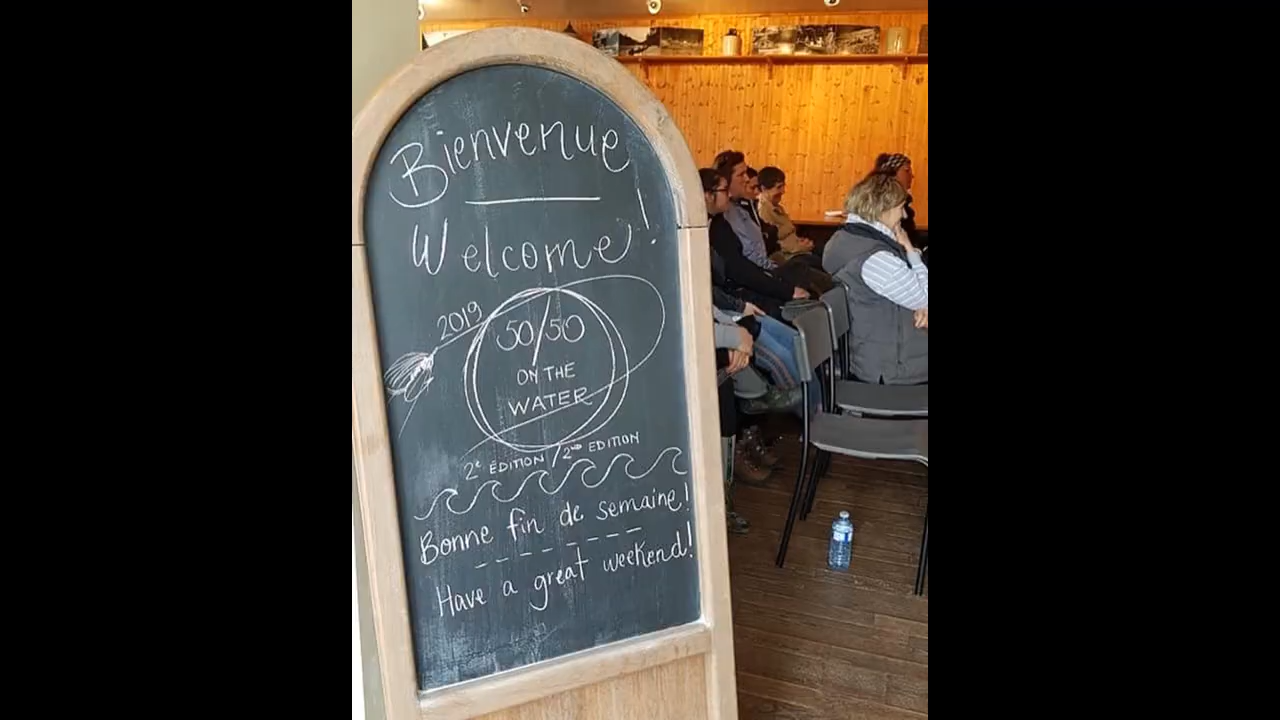 Bienvenue
Welcome!
2019
50/50
ON THE
WATER
2e ÉDITION / 2nd EDITION
Bonne fin de semaine!
Have a great weekend!